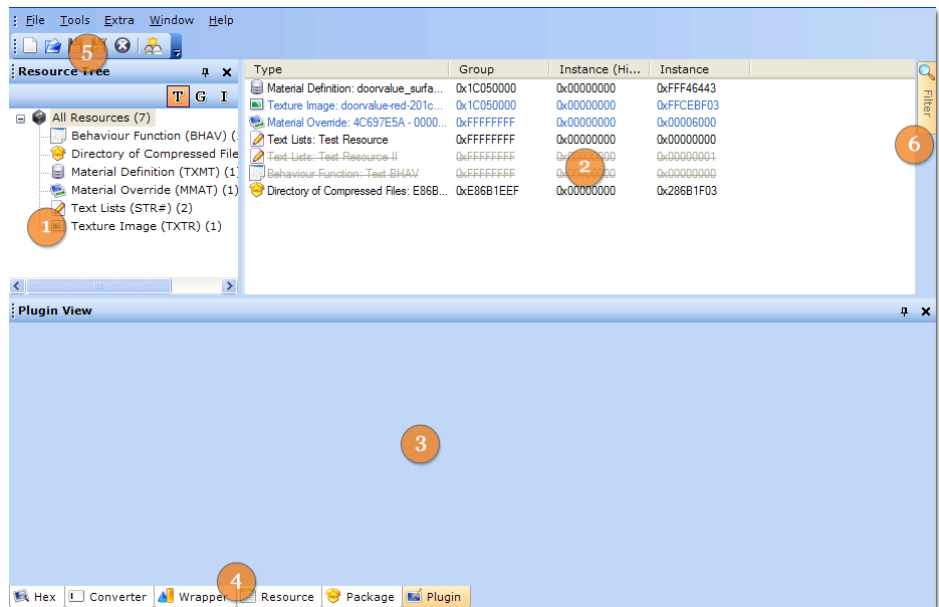 File Tools Extra Window Help
5
Resource Tree
T G I
All Resources (7)
Behaviour Function (BHAV) (
Directory of Compressed File
Material Definition (TXMT) (1)
Material Override (MMAT) (1)
Text Lists (STR#) (2)
1
Texture Image (TXTR) (1)
Type Group Instance (Hi... Instance
Material Definition: doorvalue_surfa... 0x1C050000 0x00000000 0xFFF46443
Texture Image: doorvalue-red-201c... 0x1C050000 0x00000000 0xFFCEBF03
Material Override: 4C697E5A - 0000... 0xFFFFFFFF 0x00000000 0x00006000
Text Lists: Test Resource 0xFFFFFFFF 0x00000000 0x00000000
Text Lists: Test Resource II 0xFFFFFFFF 0x00000000 0x00000001
Behaviour Function: Test BHAV 0xFFFFFFFF 0x00000000 0x00000000
2
Directory of Compressed Files: E86B... 0xE86B1EEF 0x00000000 0x286B1F03
Filter
6
Plugin View
3
4
Hex Converter Wrapper Resource Package Plugin